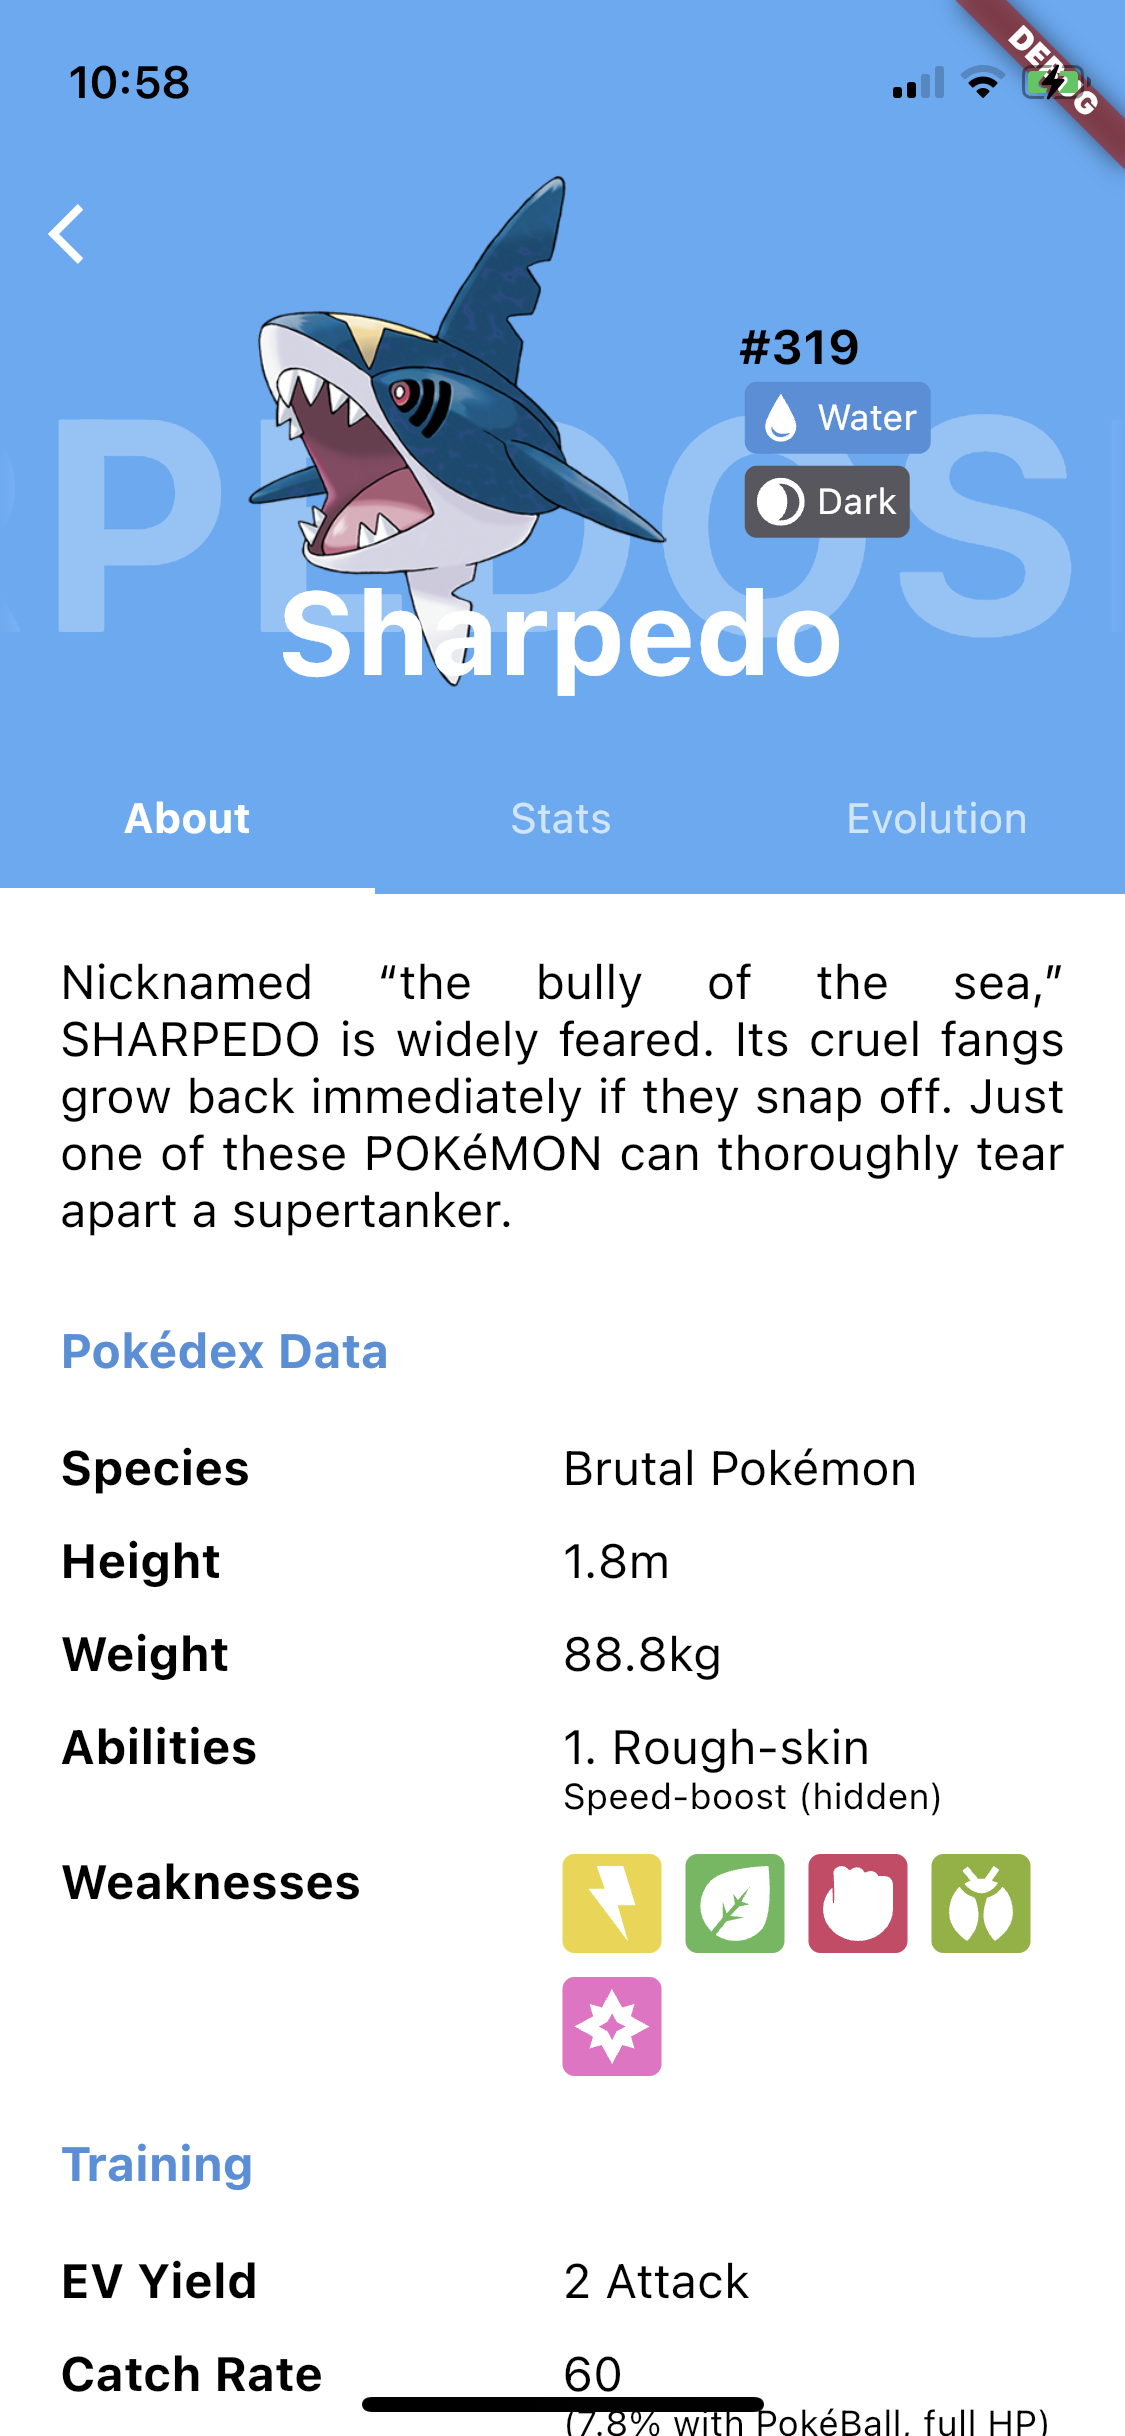 10:58
DEBUG
#319
Water
Dark
RPEDOS
Sharpedo
About Stats Evolution
Nicknamed “the bully of the sea,”
SHARPEDO is widely feared. Its cruel fangs
grow back immediately if they snap off. Just
one of these POKéMON can thoroughly tear
apart a supertanker.
Pokédex Data
Species Brutal Pokémon
Height 1.8m
Weight 88.8kg
Abilities 1. Rough-skin
Speed-boost (hidden)
Weaknesses
Training
EV Yield 2 Attack
Catch Rate 60
(7.8% with PokéBall, full HP)